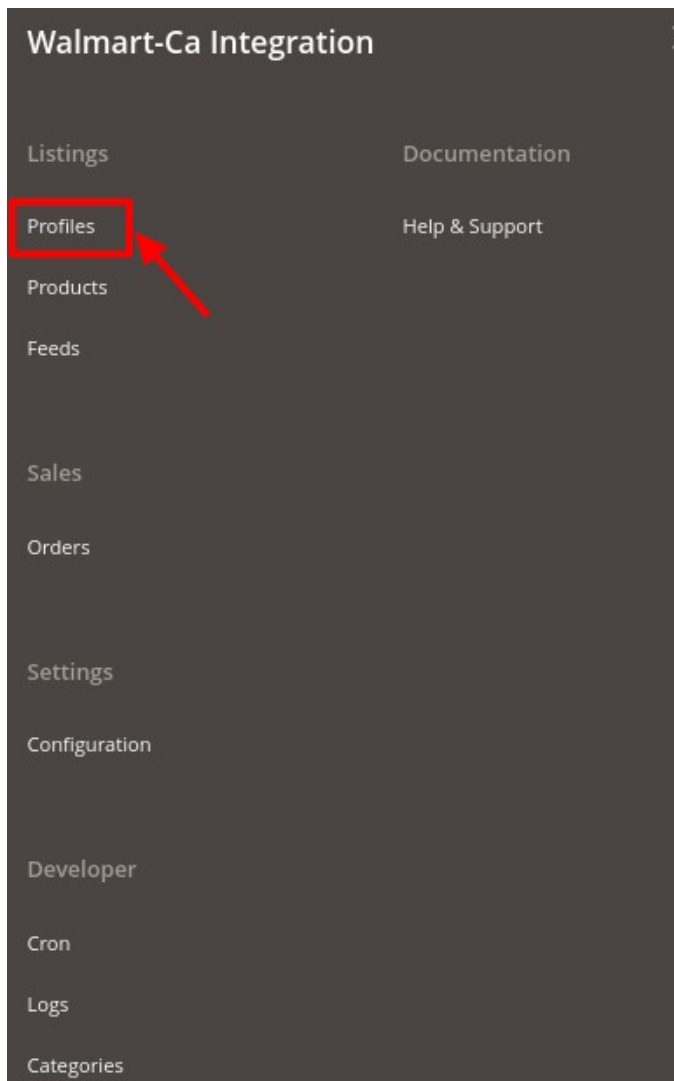 Walmart-Ca Integration
Listings
Profiles
Products
Feeds
Sales
Orders
Settings
Configuration
Developer
Cron
Logs
Categories
Documentation
Help & Support